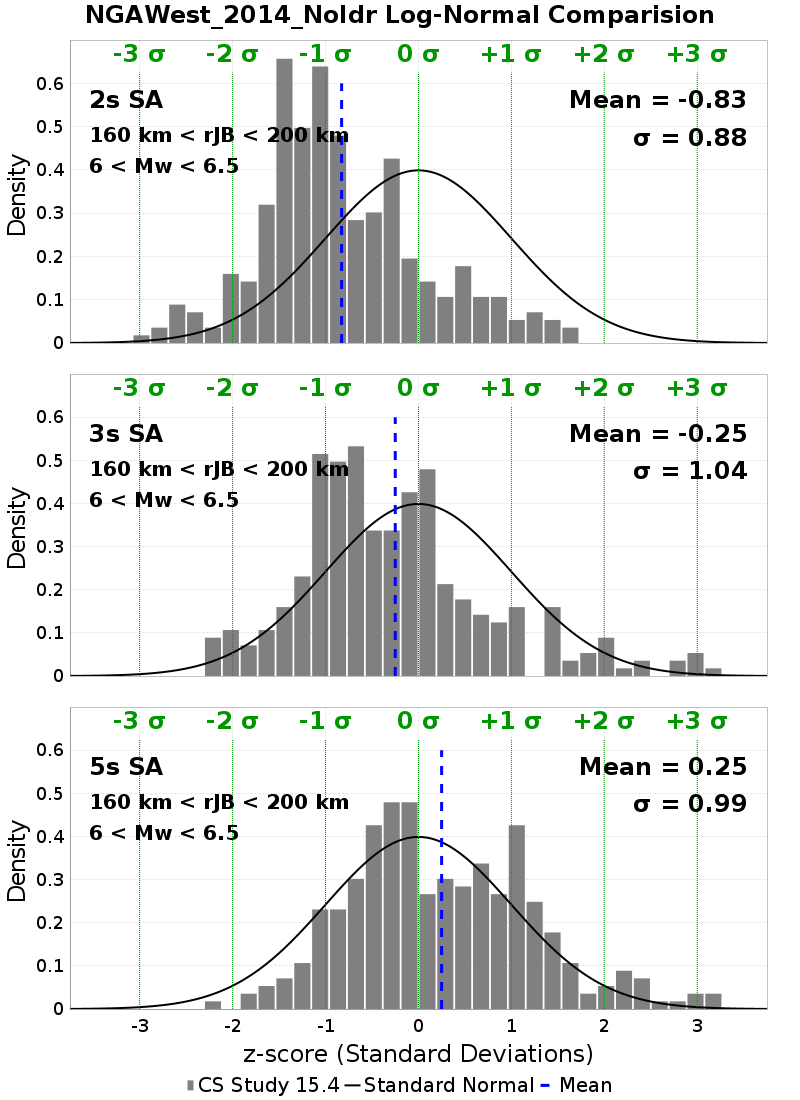 NGAWest_2014_NoIdr Log-Normal Comparision
-3 σ -2 σ -1 σ 0 σ +1 σ +2 σ +3 σ
2s SA
Mean = -0.83
160 km < rJB < 200 km
σ = 0.88
6 < Mw < 6.5
0.6
0.5
0.4
0.3
0.2
0.1
0
Density
-3 σ -2 σ -1 σ 0 σ +1 σ +2 σ +3 σ
3s SA
Mean = -0.25
160 km < rJB < 200 km
σ = 1.04
6 < Mw < 6.5
0.6
0.5
0.4
0.3
0.2
0.1
0
Density
-3 σ -2 σ -1 σ 0 σ +1 σ +2 σ +3 σ
5s SA
Mean = 0.25
160 km < rJB < 200 km
σ = 0.99
6 < Mw < 6.5
0.6
0.5
0.4
0.3
0.2
0.1
0
Density
-3 -2 -1 0 1 2 3
z-score (Standard Deviations)
CS Study 15.4 Standard Normal Mean